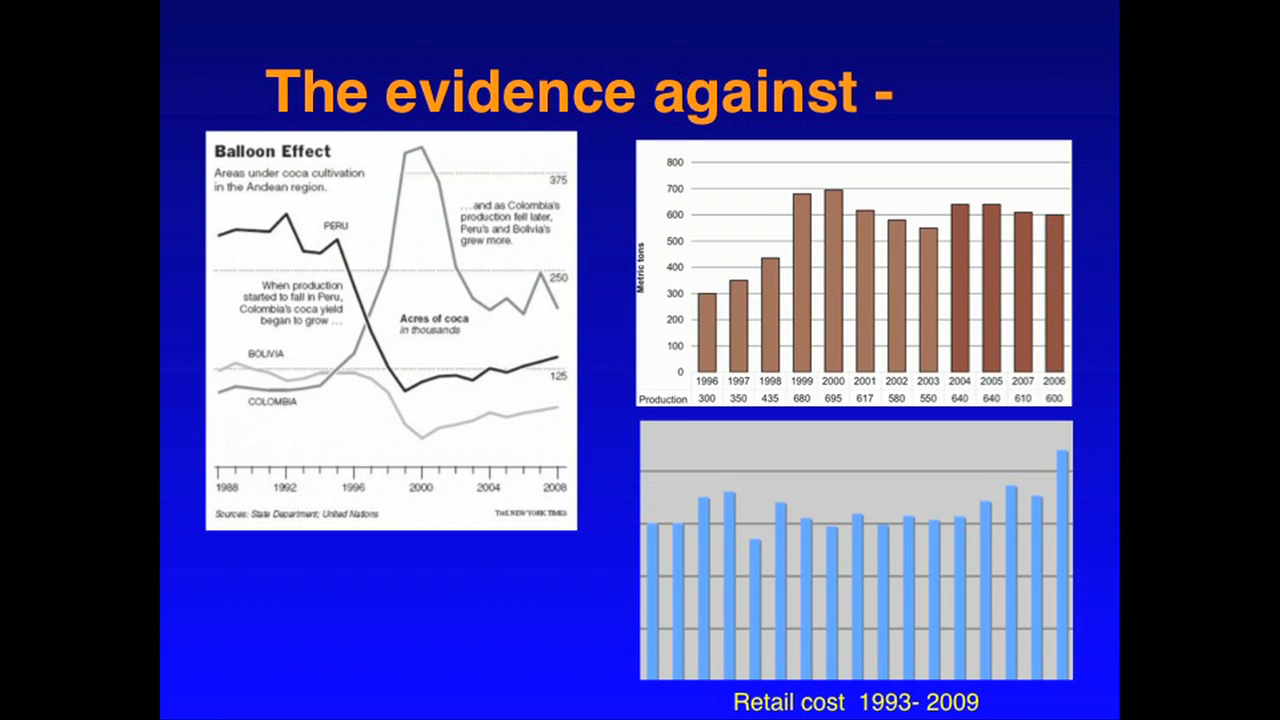 The evidence against -
Balloon Effect
Areas under coca cultivation
in the Andean region.
375
...and as Colombia's
production fell later,
Peru's and Bolivia's
grew more.
PERU
250
When production
started to fall in Peru,
Colombia's coca yield
began to grow ...
Acres of coca
in thousands
BOLIVIA
125
COLOMBIA
1988 1992 1996 2000 2004 2008
Sources: State Department; United Nations
THE NEW YORK TIMES
800
700
600
500
400
300
200
100
0
Metric tons
1996 1997 1998 1999 2000 2001 2002 2003 2004 2005 2007 2006
Production 300 350 435 680 695 617 580 550 640 640 610 600
Retail cost 1993- 2009